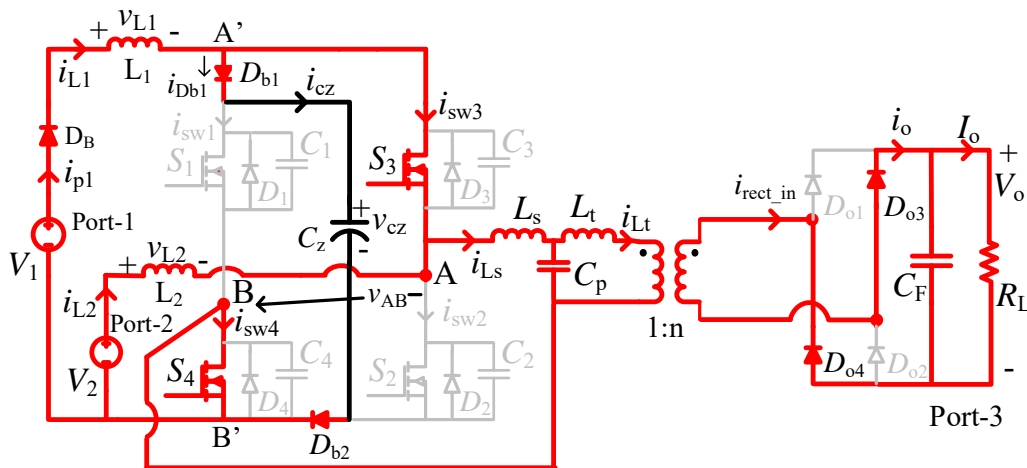 + vL1 - A'
iL1 L1 iDb1 Db1 icz isw3 io Io +
DB isw1 C1 C3 Vo
S1 D1 S3 D3 irect_in Do1 Do3
ip1 +
Port-1 vcz Ls Lt iLt
V1 Cz - iLs Cp CF RL
+ vL2 - A
L2 B vAB - isw2
iL2 Port-2 isw4 1:n
V2 S4 C4 D4 S2 C2 D2 Do4 Do2 -
B' Db2 Port-3